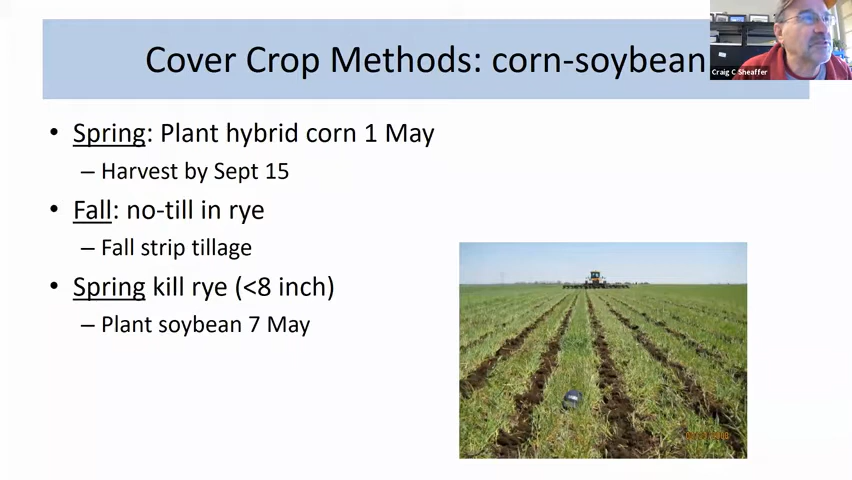 Cover Crop Methods: corn-soybean
Craig C Sheaffer
• Spring: Plant hybrid corn 1 May
– Harvest by Sept 15
• Fall: no-till in rye
– Fall strip tillage
• Spring kill rye (<8 inch)
– Plant soybean 7 May